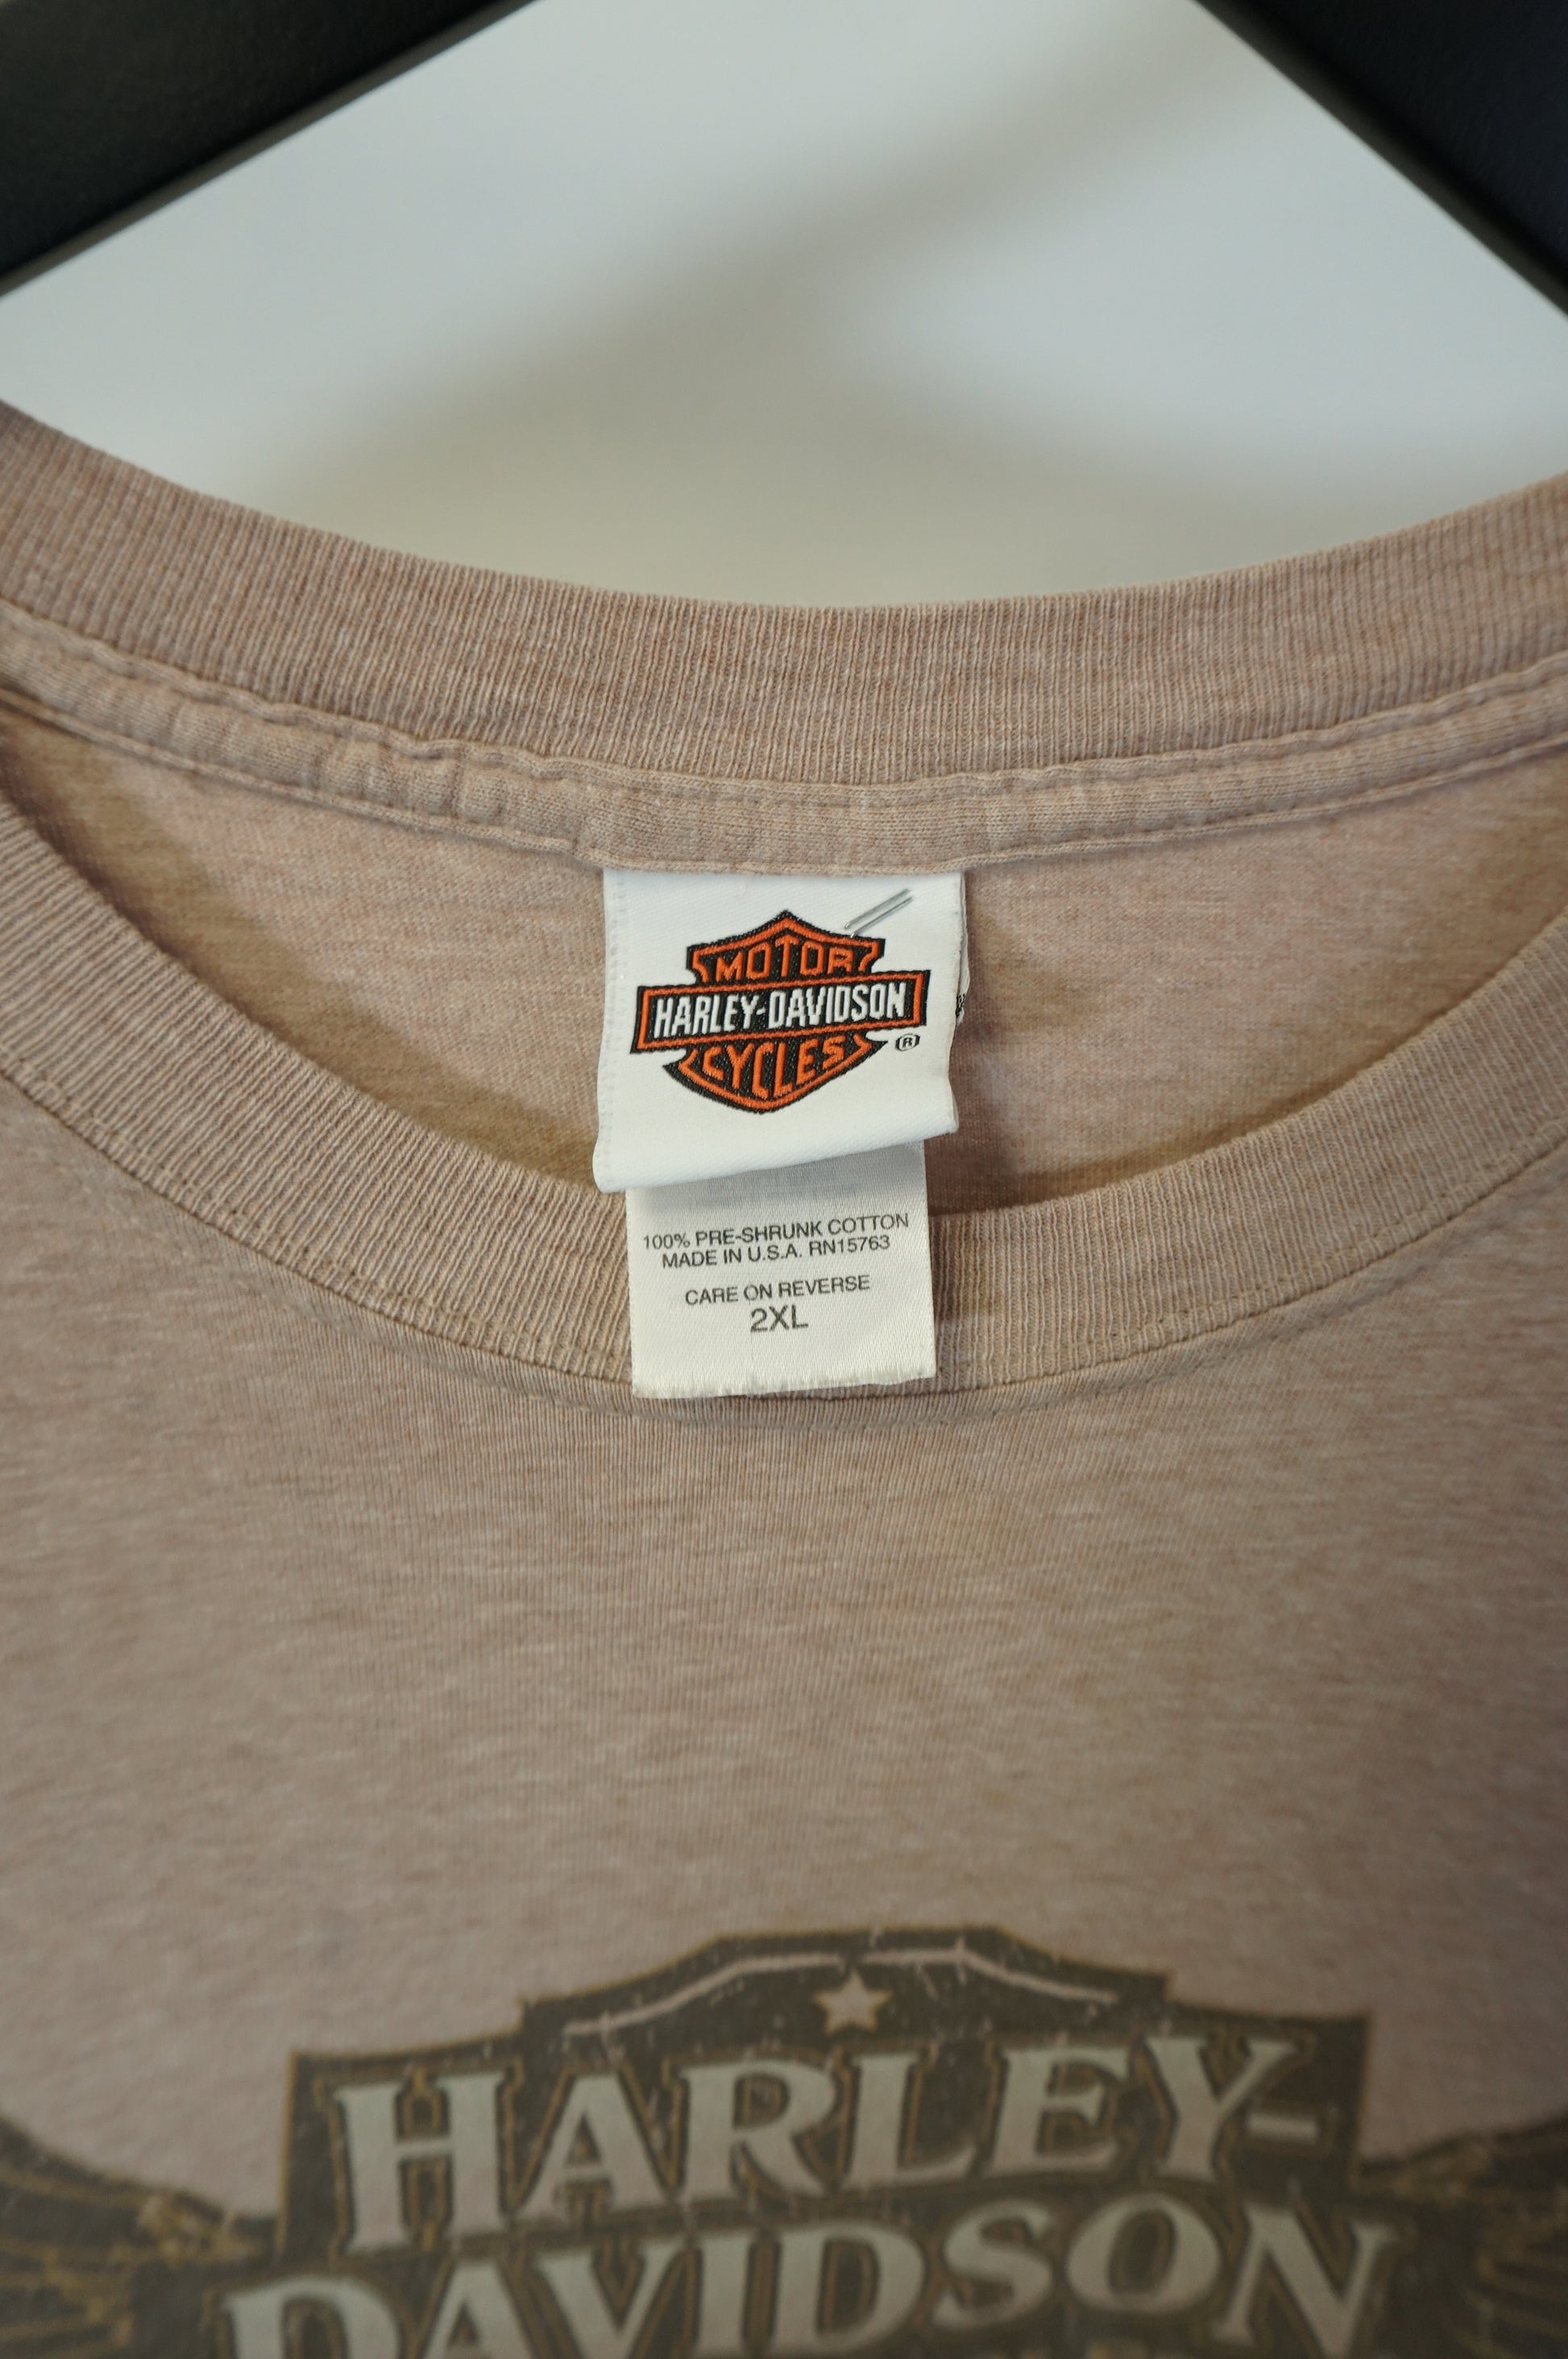 MOTOR
HARLEY-DAVIDSON
CYCLES
®
100% PRE-SHRUNK COTTON
MADE IN U.S.A. RN15763
CARE ON REVERSE
2XL
HARLEY-
DAVIDSON